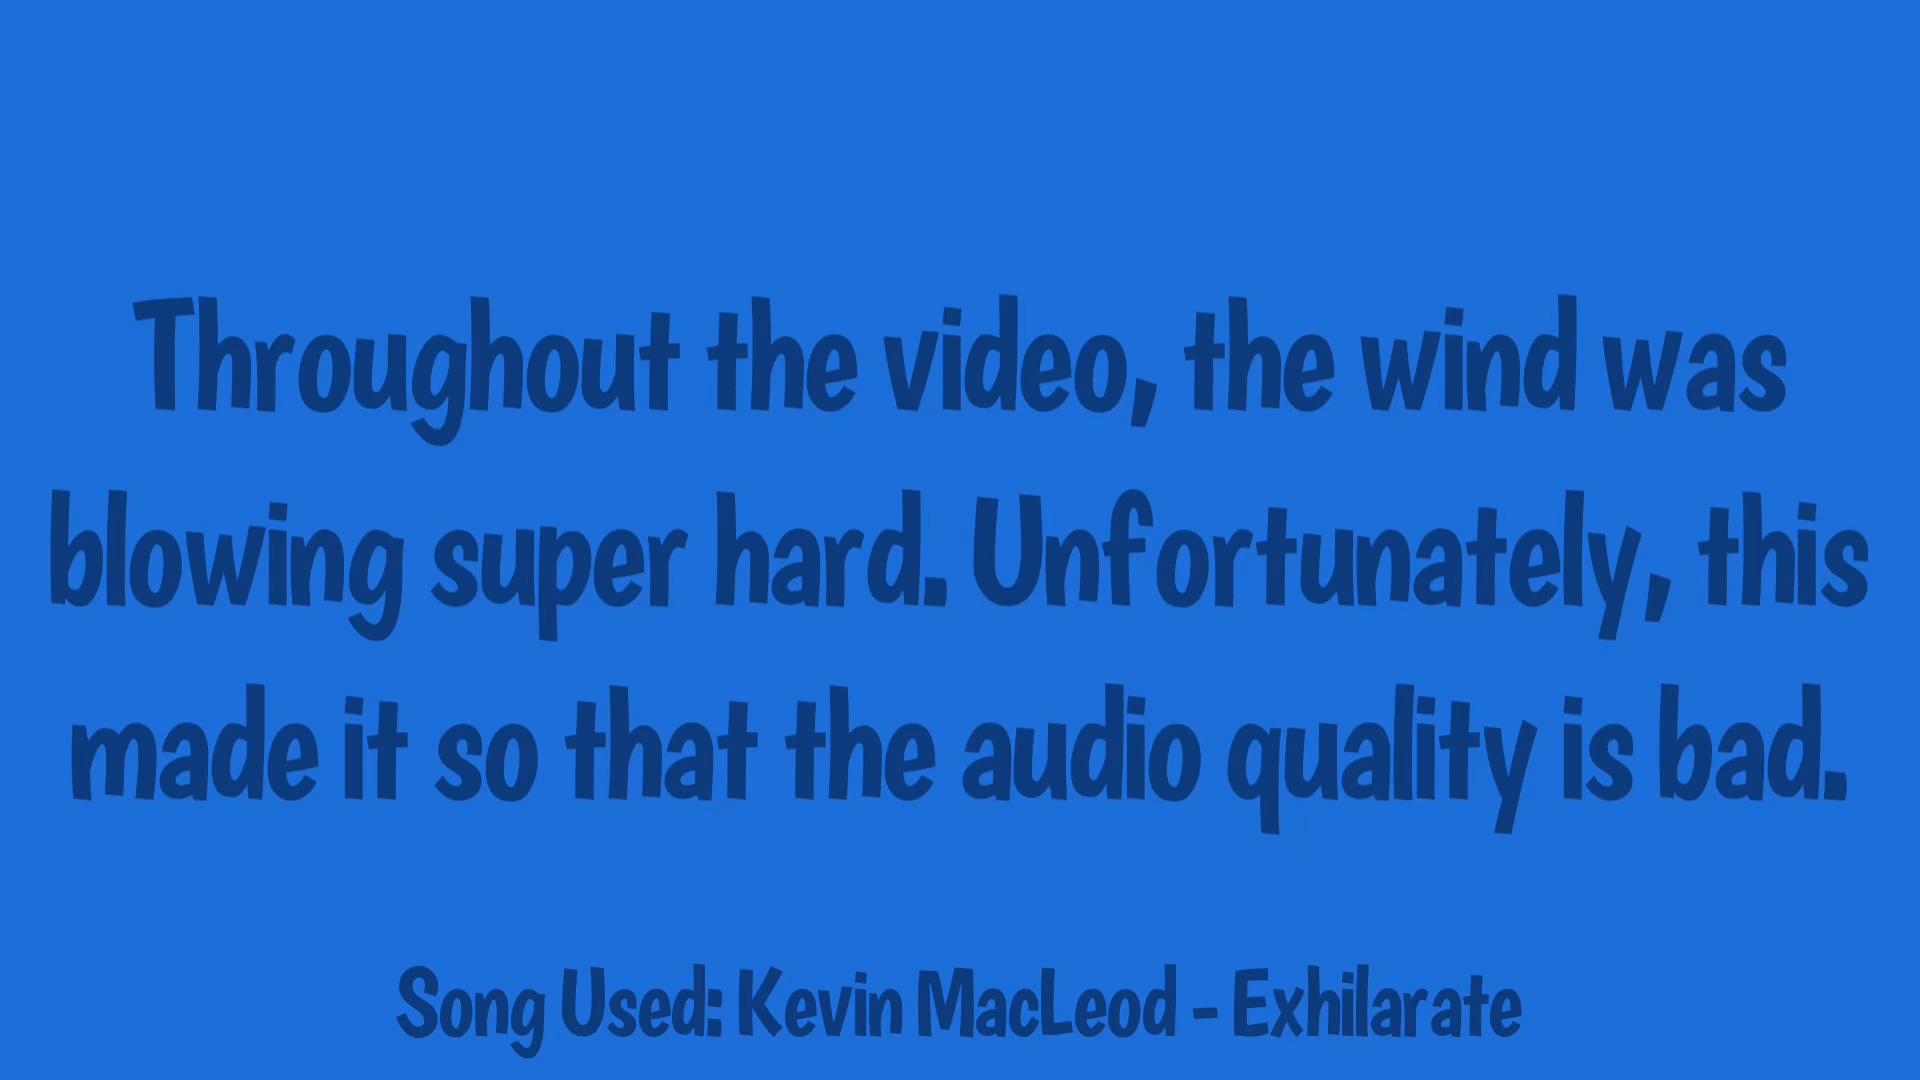 Throughout the video, the wind was
blowing super hard. Unfortunately, this
made it so that the audio quality is bad.
Song Used: Kevin MacLeod - Exhilarate